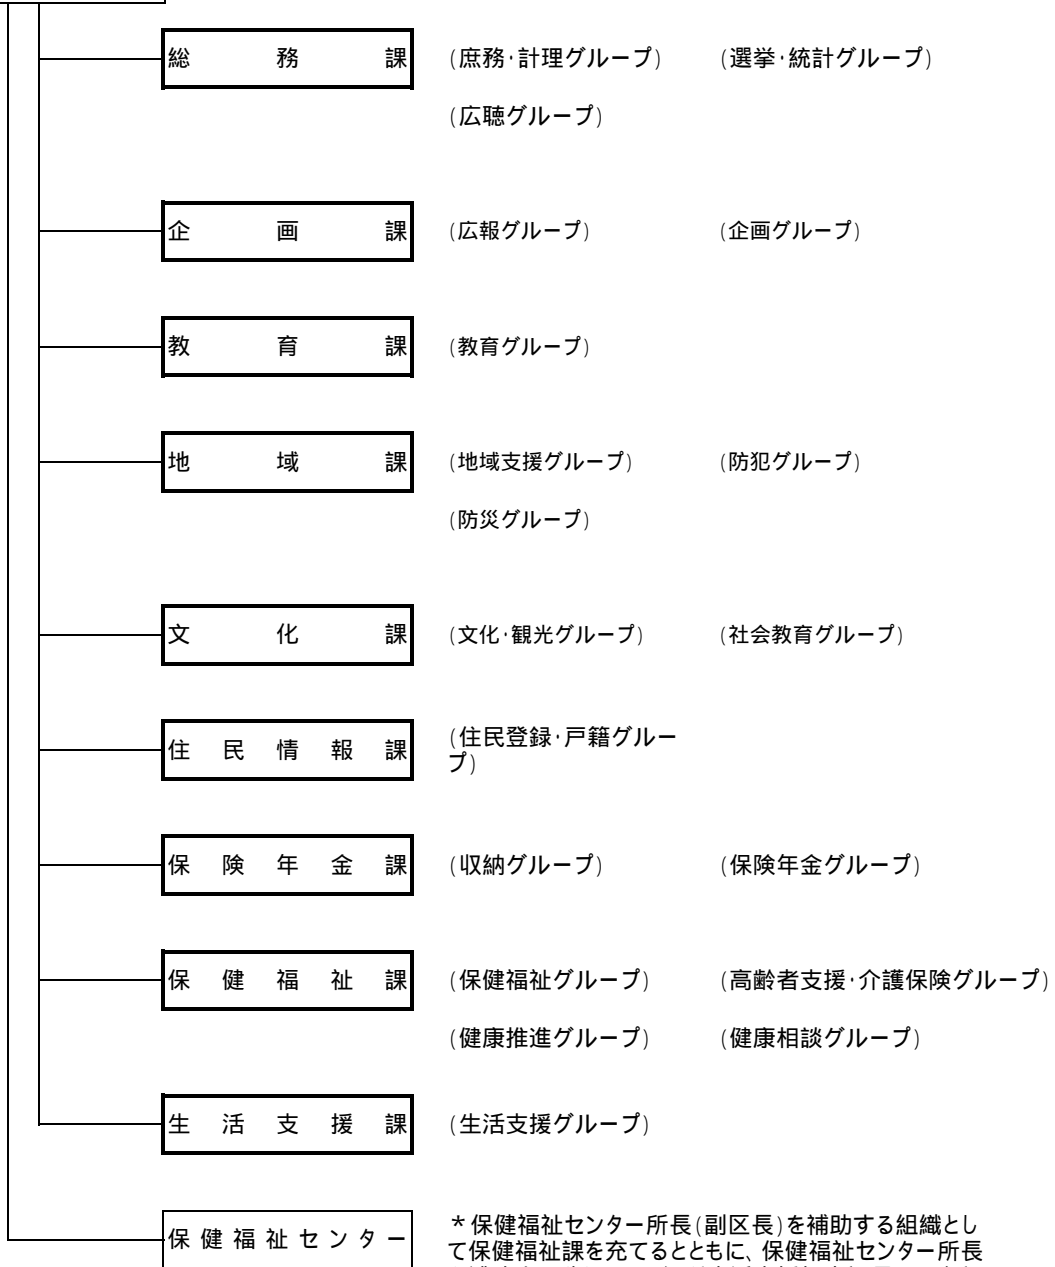 総務課 (庶務・計理グループ) (選挙・統計グループ)
(広聴グループ)
企画課 (広報グループ) (企画グループ)
教育課 (教育グループ)
地域課 (地域支援グループ) (防犯グループ)
(防災グループ)
文化課 (文化・観光グループ) (社会教育グループ)
住民情報課 (住民登録・戸籍グルー
プ)
保険年金課 (収納グループ) (保険年金グループ)
保健福祉課 (保健福祉グループ) (高齢者支援・介護保険グループ)
(健康推進グループ) (健康相談グループ)
生活支援課 (生活支援グループ)
保健福祉センター *保健福祉センター所長(副区長)を補助する組織とし
て保健福祉課を充てるとともに、保健福祉センター所長